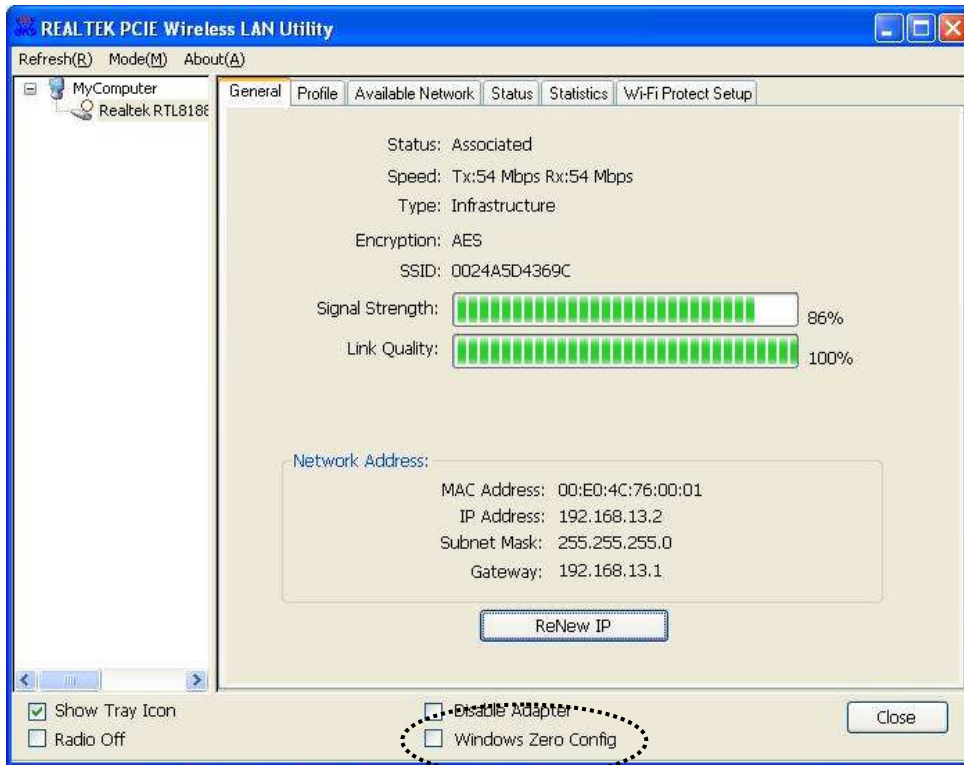 REALTEK PCIE Wireless LAN Utility
Refresh(R) Mode(M) About(A)
MyComputer
Realtek RTL8188
General Profile Available Network Status Statistics Wi-Fi Protect Setup
Status: Associated
Speed: Tx:54 Mbps Rx:54 Mbps
Type: Infrastructure
Encryption: AES
SSID: 0024A5D4369C
Signal Strength: 86%
Link Quality: 100%
Network Address:
MAC Address: 00:E0:4C:76:00:01
IP Address: 192.168.13.2
Subnet Mask: 255.255.255.0
Gateway: 192.168.13.1
ReNew IP
Show Tray Icon
Radio Off
Disable Adapter
Windows Zero Config
Close